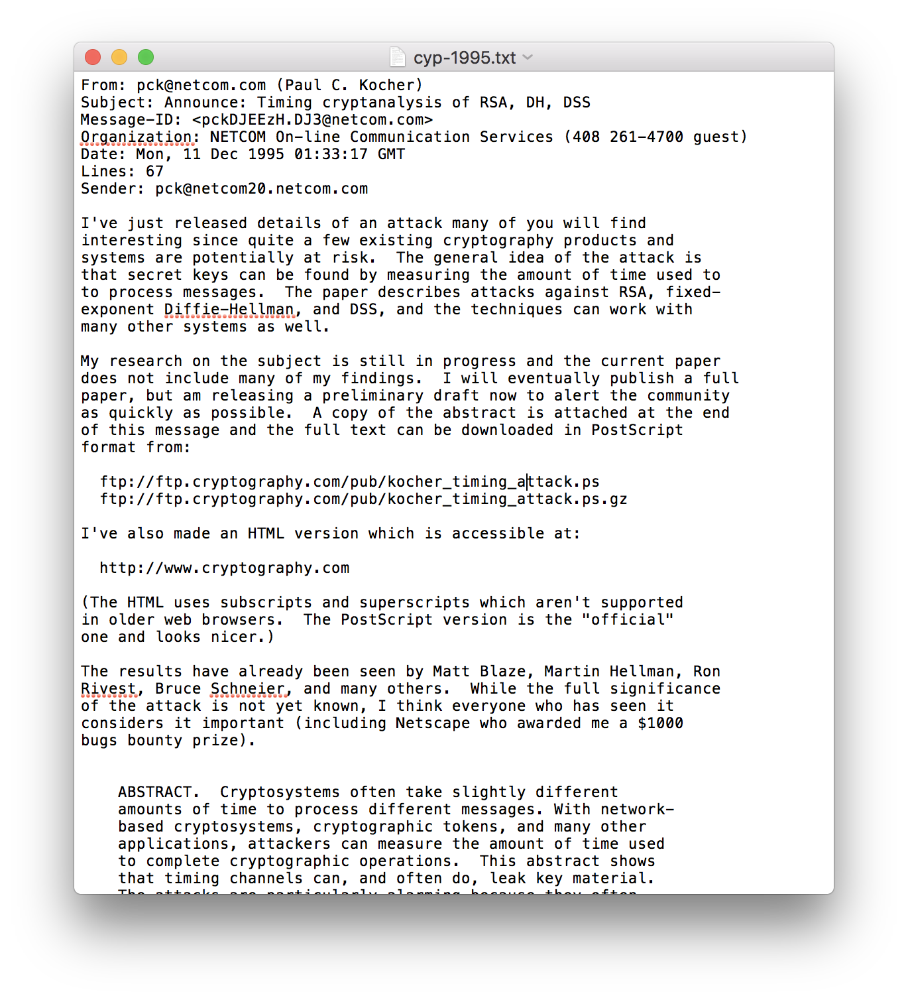 cyp-1995.txt
From: pck@netcom.com (Paul C. Kocher)
Subject: Announce: Timing cryptanalysis of RSA, DH, DSS
Message-ID: <pckDJEEzH.DJ3@netcom.com>
Organization: NETCOM On-line Communication Services (408 261-4700 guest)
Date: Mon, 11 Dec 1995 01:33:17 GMT
Lines: 67
Sender: pck@netcom20.netcom.com

I've just released details of an attack many of you will find
interesting since quite a few existing cryptography products and
systems are potentially at risk.  The general idea of the attack is
that secret keys can be found by measuring the amount of time used to
to process messages.  The paper describes attacks against RSA, fixed-
exponent Diffie-Hellman, and DSS, and the techniques can work with
many other systems as well.

My research on the subject is still in progress and the current paper
does not include many of my findings.  I will eventually publish a full
paper, but am releasing a preliminary draft now to alert the community
as quickly as possible.  A copy of the abstract is attached at the end
of this message and the full text can be downloaded in PostScript
format from:

  ftp://ftp.cryptography.com/pub/kocher_timing_attack.ps
  ftp://ftp.cryptography.com/pub/kocher_timing_attack.ps.gz

I've also made an HTML version which is accessible at:

  http://www.cryptography.com

(The HTML uses subscripts and superscripts which aren't supported
in older web browsers.  The PostScript version is the "official"
one and looks nicer.)

The results have already been seen by Matt Blaze, Martin Hellman, Ron
Rivest, Bruce Schneier, and many others.  While the full significance
of the attack is not yet known, I think everyone who has seen it
considers it important (including Netscape who awarded me a $1000
bugs bounty prize).

    ABSTRACT.  Cryptosystems often take slightly different
    amounts of time to process different messages. With network-
    based cryptosystems, cryptographic tokens, and many other
    applications, attackers can measure the amount of time used
    to complete cryptographic operations.  This abstract shows
    that timing channels can, and often do, leak key material.
    The attacks are particularly alarming because they often